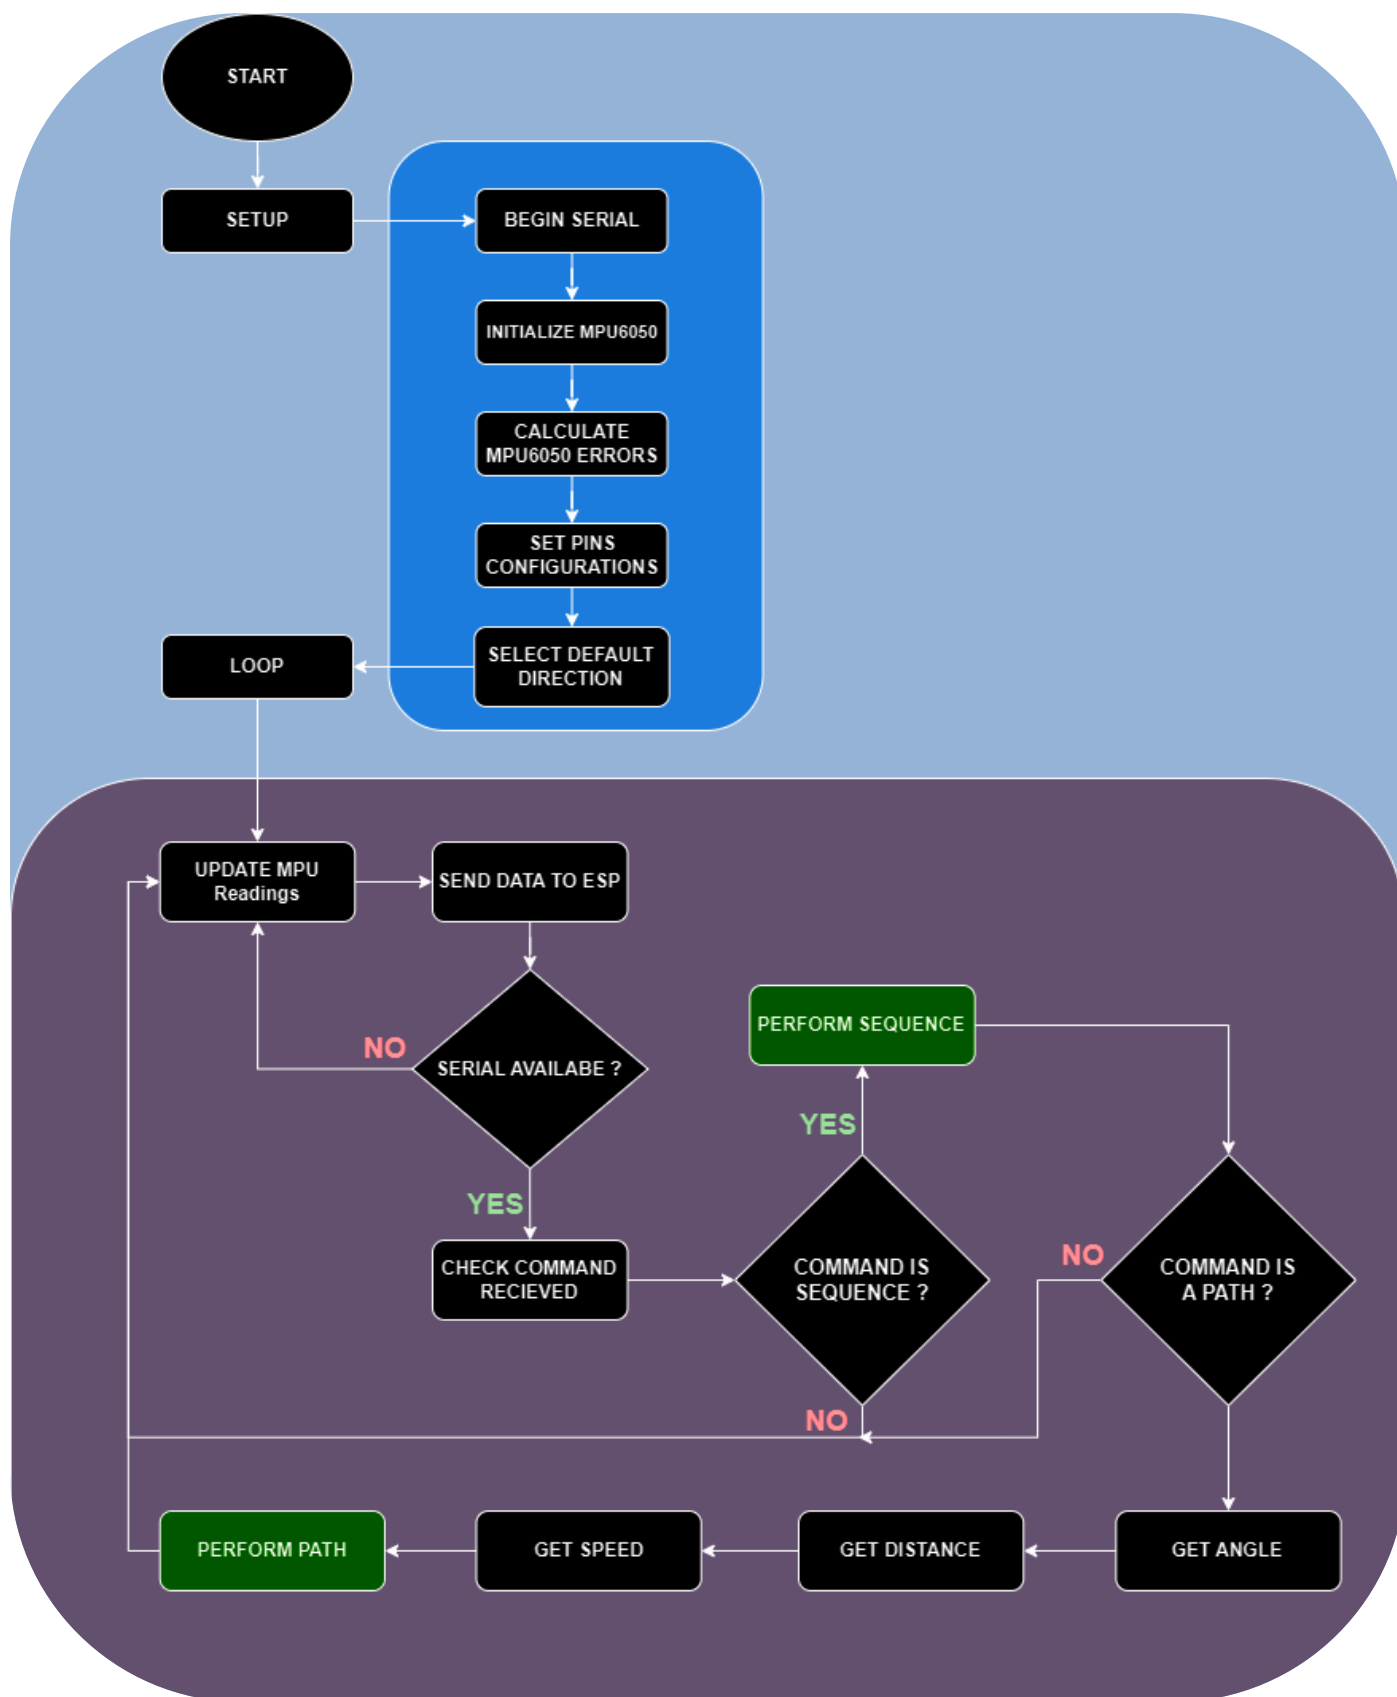 START
SETUP
BEGIN SERIAL
INITIALIZE MPU6050
CALCULATE
MPU6050 ERRORS
SET PINS
CONFIGURATIONS
SELECT DEFAULT
DIRECTION
LOOP
UPDATE MPU
Readings
SEND DATA TO ESP
SERIAL AVAILABE ?
NO
YES
CHECK COMMAND
RECIEVED
COMMAND IS
SEQUENCE ?
YES
PERFORM SEQUENCE
NO
COMMAND IS
A PATH ?
NO
GET ANGLE
GET DISTANCE
GET SPEED
PERFORM PATH